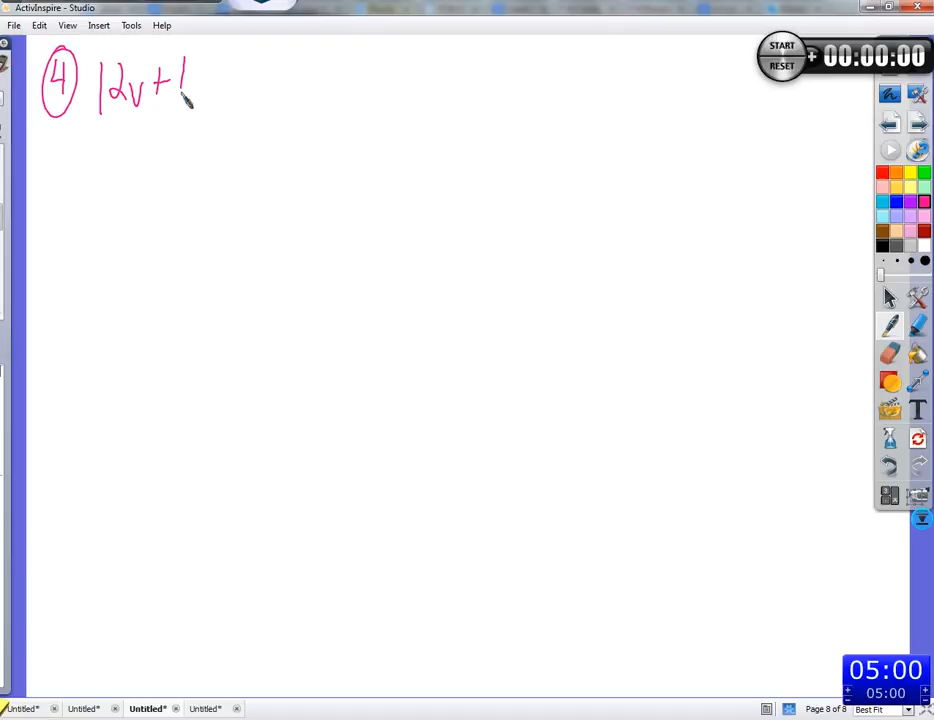 ActivInspire - Studio
File Edit View Insert Tools Help
START
RESET
+ 00:00:00
④ |2v+1
T
05:00
05:00
Untitled* Untitled* Untitled* Untitled* Page 8 of 8 Best Fit